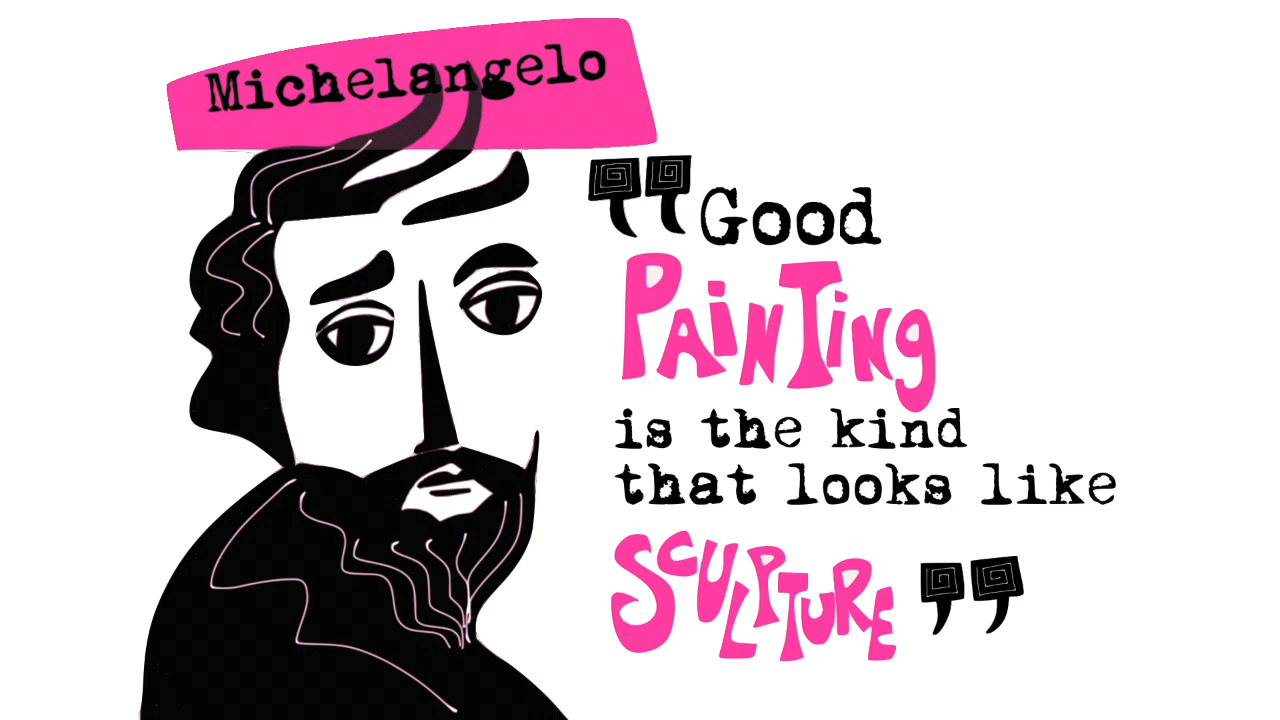 Michelangelo
"Good
PAiNTiNg
is the kind
that looks like
SCULPTURE"